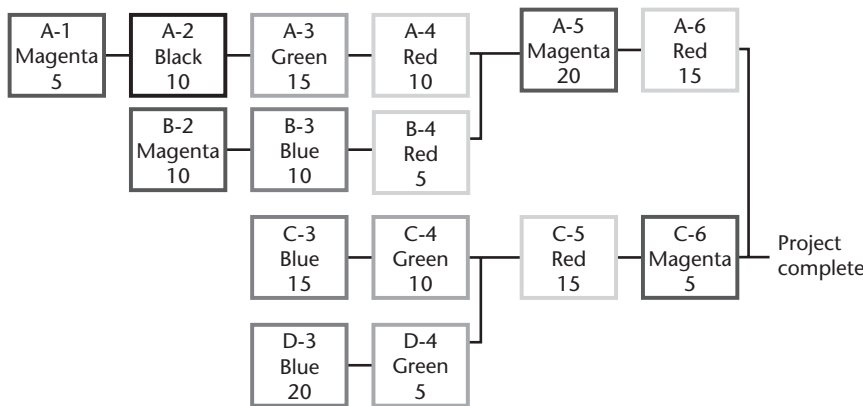 A-1
Magenta
5
A-2
Black
10
A-3
Green
15
A-4
Red
10
A-5
Magenta
20
A-6
Red
15
B-2
Magenta
10
B-3
Blue
10
B-4
Red
5
C-3
Blue
15
C-4
Green
10
C-5
Red
15
C-6
Magenta
5
Project
complete
D-3
Blue
20
D-4
Green
5